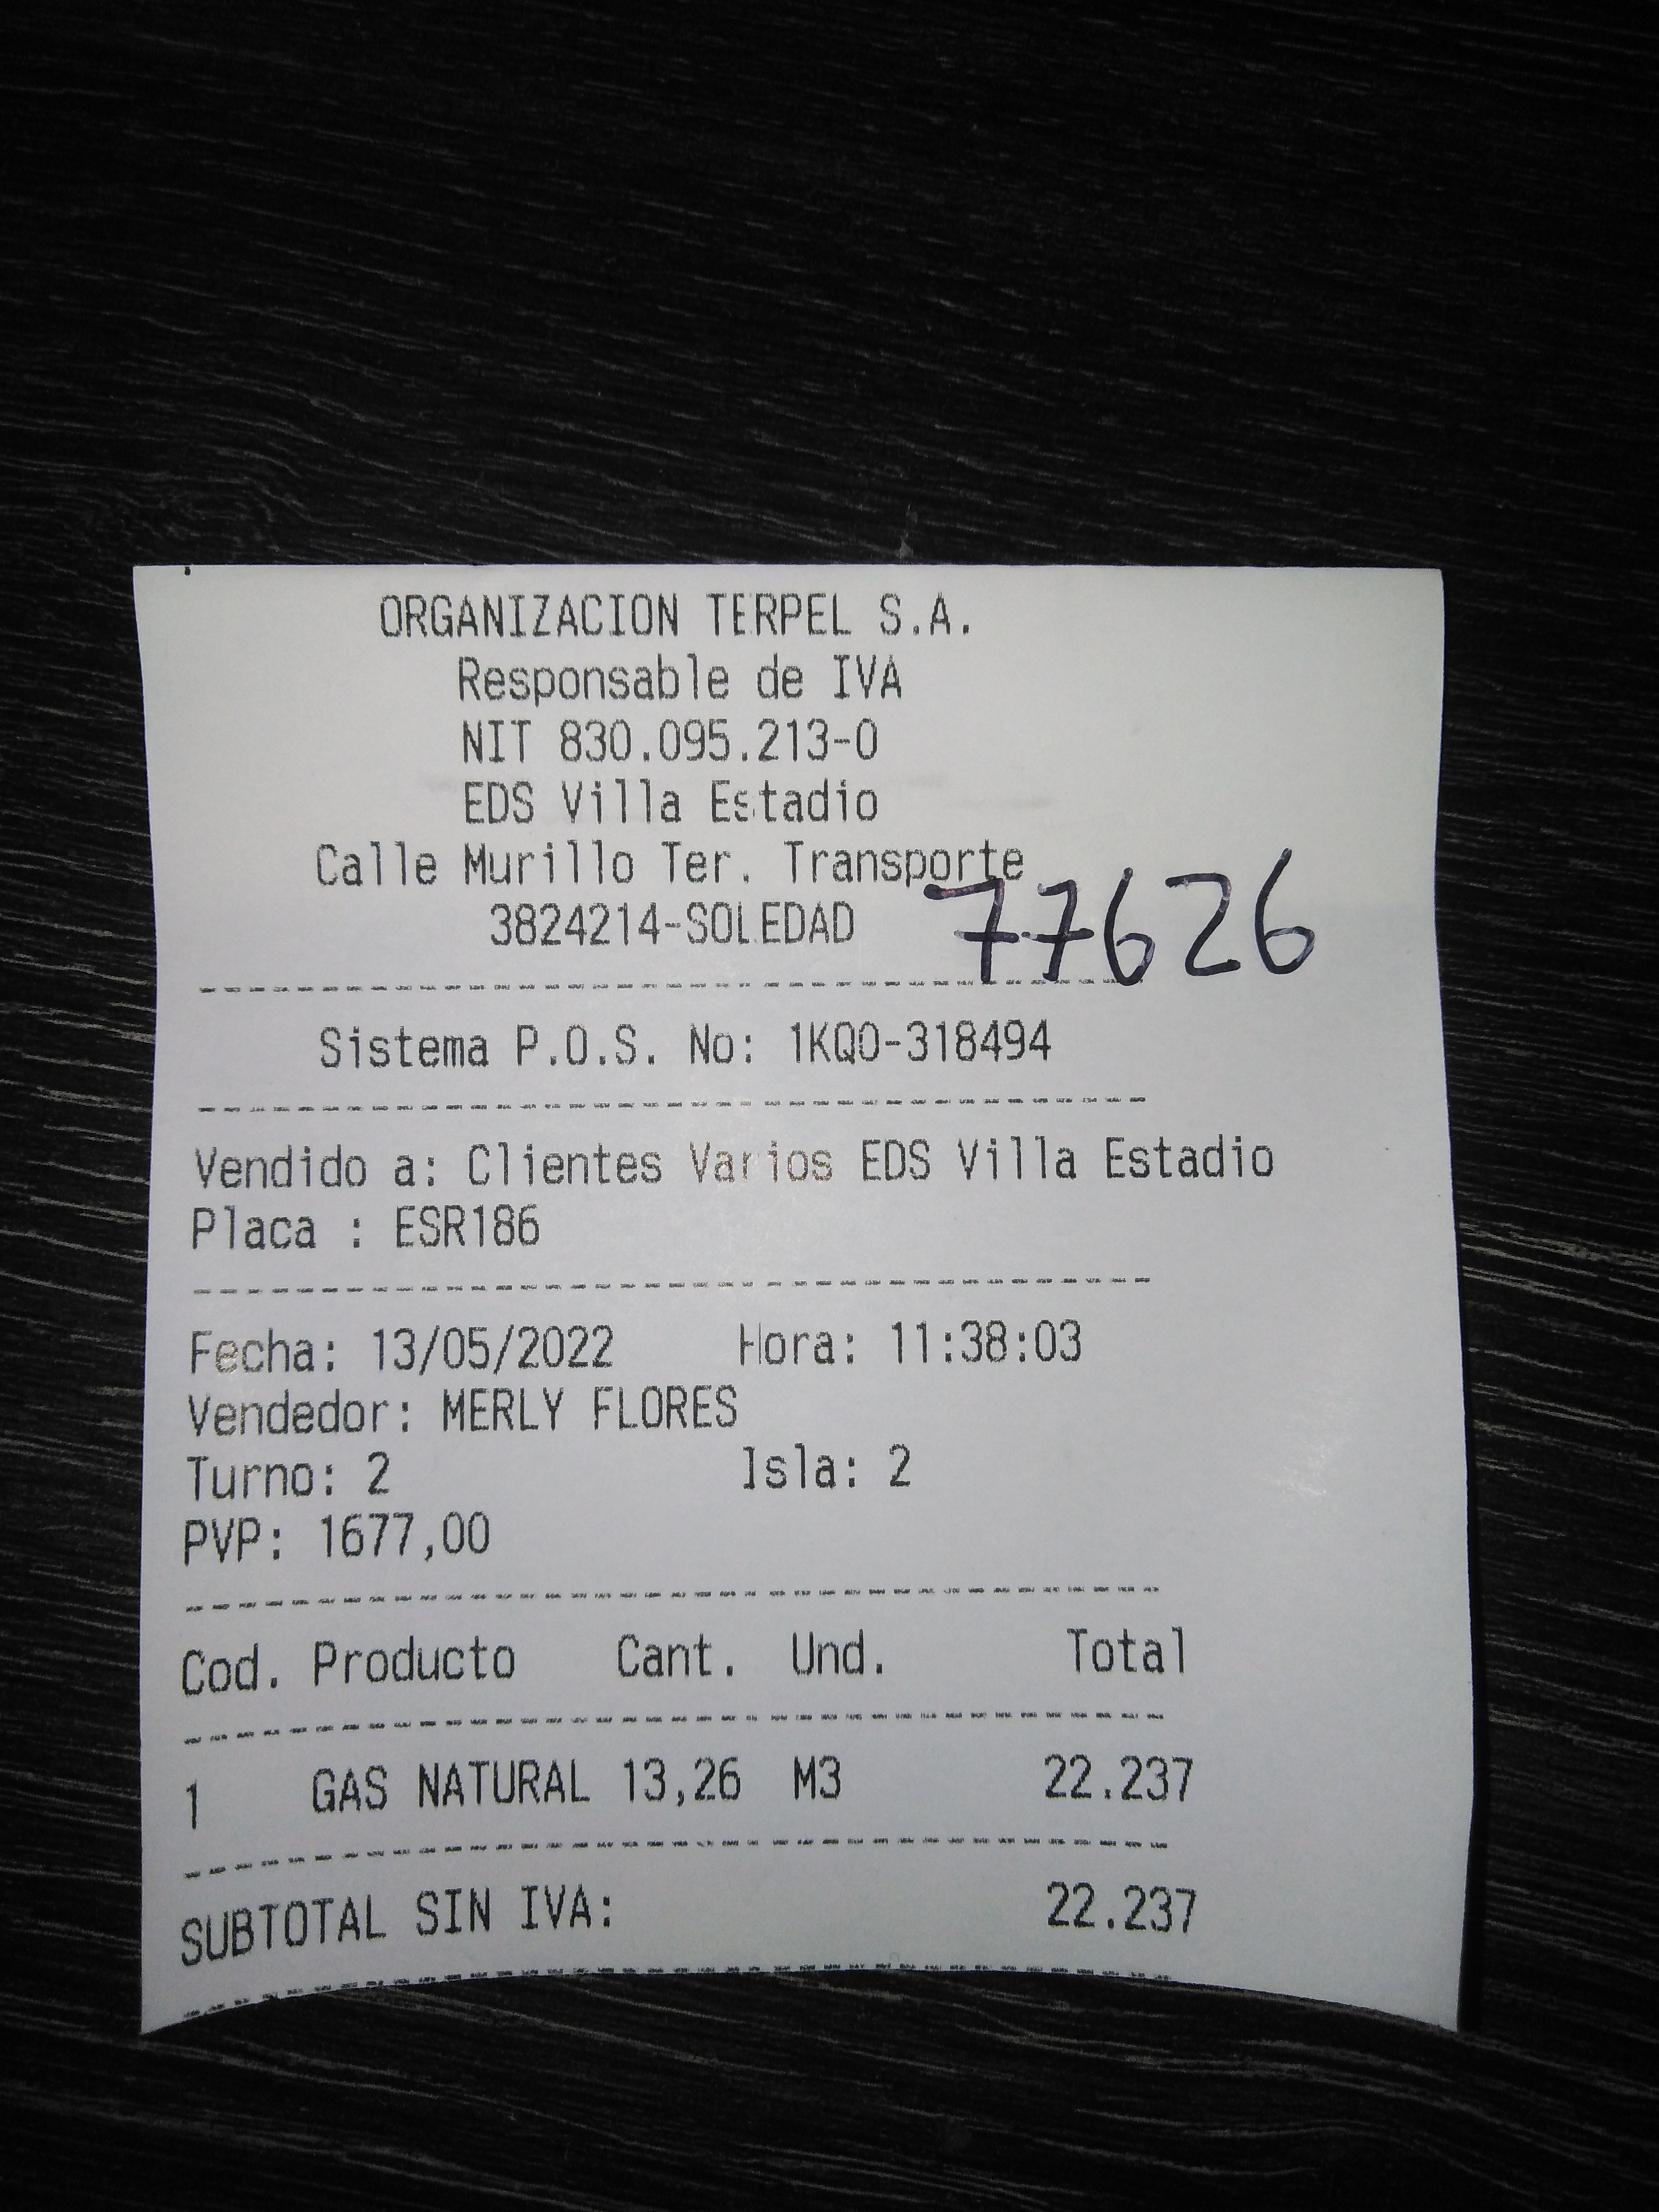 ORGANIZACION TERPEL S.A.
Responsable de IVA
NIT 830.095.213-0
EDS Villa Estadio
Calle Murillo Ter. Transporte
3824214-SOLEDAD
77626
Sistema P.O.S. No: 1KQ0-318494
Vendido a: Clientes Varios EDS Villa Estadio
Placa : ESR186
Fecha: 13/05/2022 Hora: 11:38:03
Vendedor: MERLY FLORES
Turno: 2 Isla: 2
PVP: 1677,00
Cod. Producto Cant. Und. Total
1 GAS NATURAL 13,26 M3 22.237
SUBTOTAL SIN IVA: 22.237